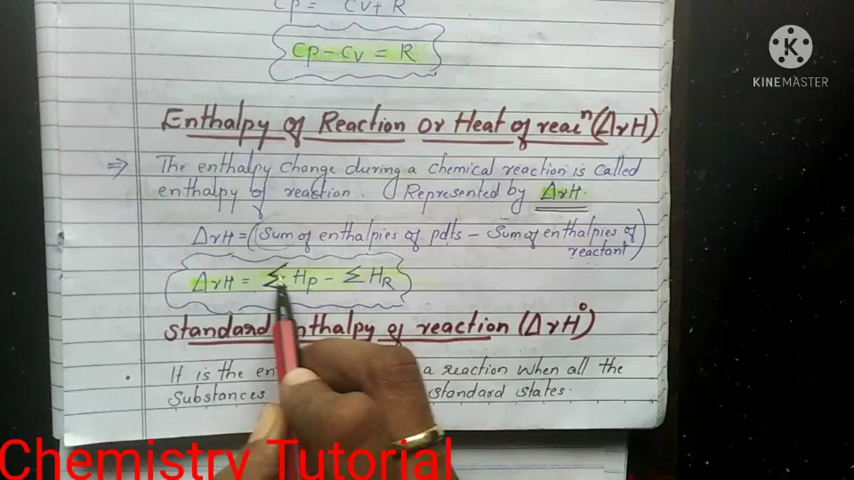 Cp = Cv + R
Cp - Cv = R
KINEMASTER
Enthalpy of Reaction Or Heat of reacⁿ (ΔrH)
⇒ The enthalpy change during a chemical reaction is called
enthalpy of reaction. Represented by ΔrH.
ΔrH = (Sum of enthalpies of pdts - Sum of enthalpies of
reactant)
ΔrH = Σ Hp - Σ HR
Standard enthalpy of reaction (ΔrH°)
It is the a reaction when all the
Substances standard states.
Chemistry Tutorial